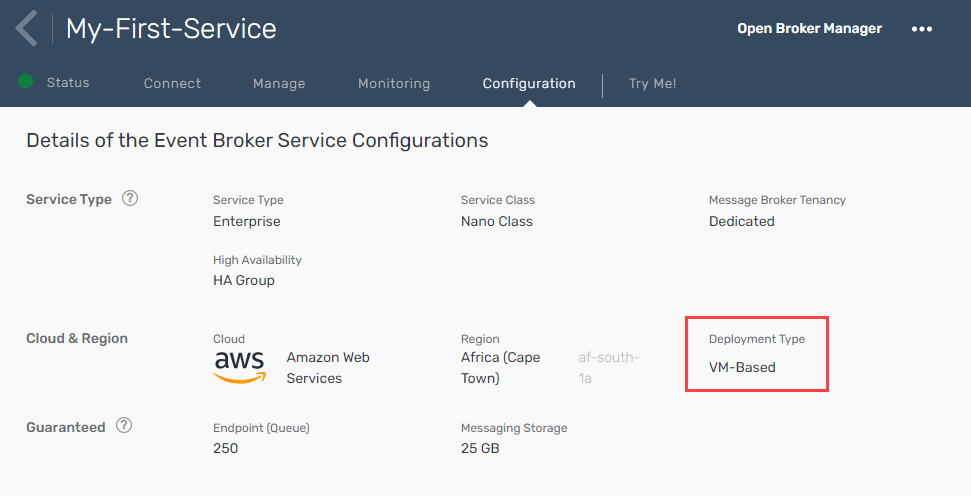 My-First-Service
Open Broker Manager
Status
Connect
Manage
Monitoring
Configuration
Try Me!
Details of the Event Broker Service Configurations
Service Type
Service Type
Enterprise
Service Class
Nano Class
Message Broker Tenancy
Dedicated
High Availability
HA Group
Cloud & Region
Cloud
aws
Amazon Web
Services
Region
Africa (Cape
Town)
af-south-
1a
Deployment Type
VM-Based
Guaranteed
Endpoint (Queue)
250
Messaging Storage
25 GB